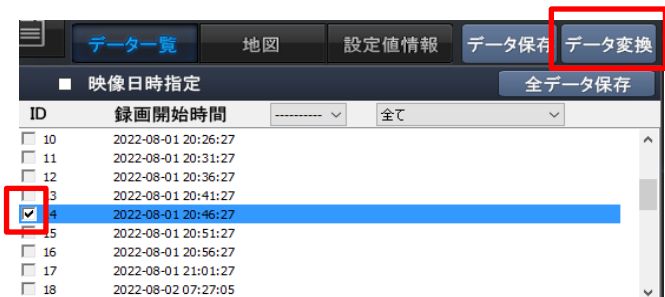 データ一覧 地図 設定値情報 データ保存 データ変換
映像日時指定 全データ保存
ID 録画開始時間 ---------- 全て
10 2022-08-01 20:26:27
11 2022-08-01 20:31:27
12 2022-08-01 20:36:27
13 2022-08-01 20:41:27
14 2022-08-01 20:46:27
15 2022-08-01 20:51:27
16 2022-08-01 20:56:27
17 2022-08-01 21:01:27
18 2022-08-02 07:27:05